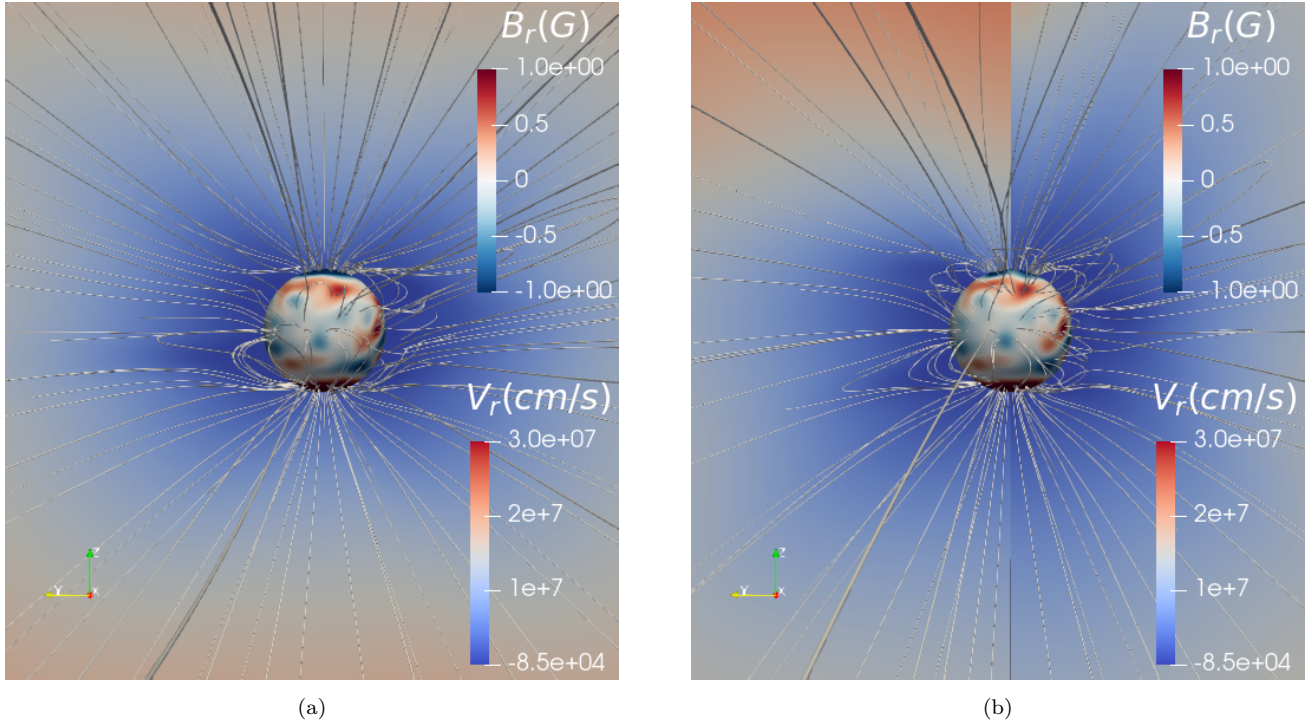 B_r(G)
1.0e+00
0.5
0
-0.5
-1.0e+00
V_r(cm/s)
3.0e+07
2e+7
1e+7
-8.5e+04
Z
Y
X
(a)
B_r(G)
1.0e+00
0.5
0
-0.5
-1.0e+00
V_r(cm/s)
3.0e+07
2e+7
1e+7
-8.5e+04
Z
Y
X
(b)